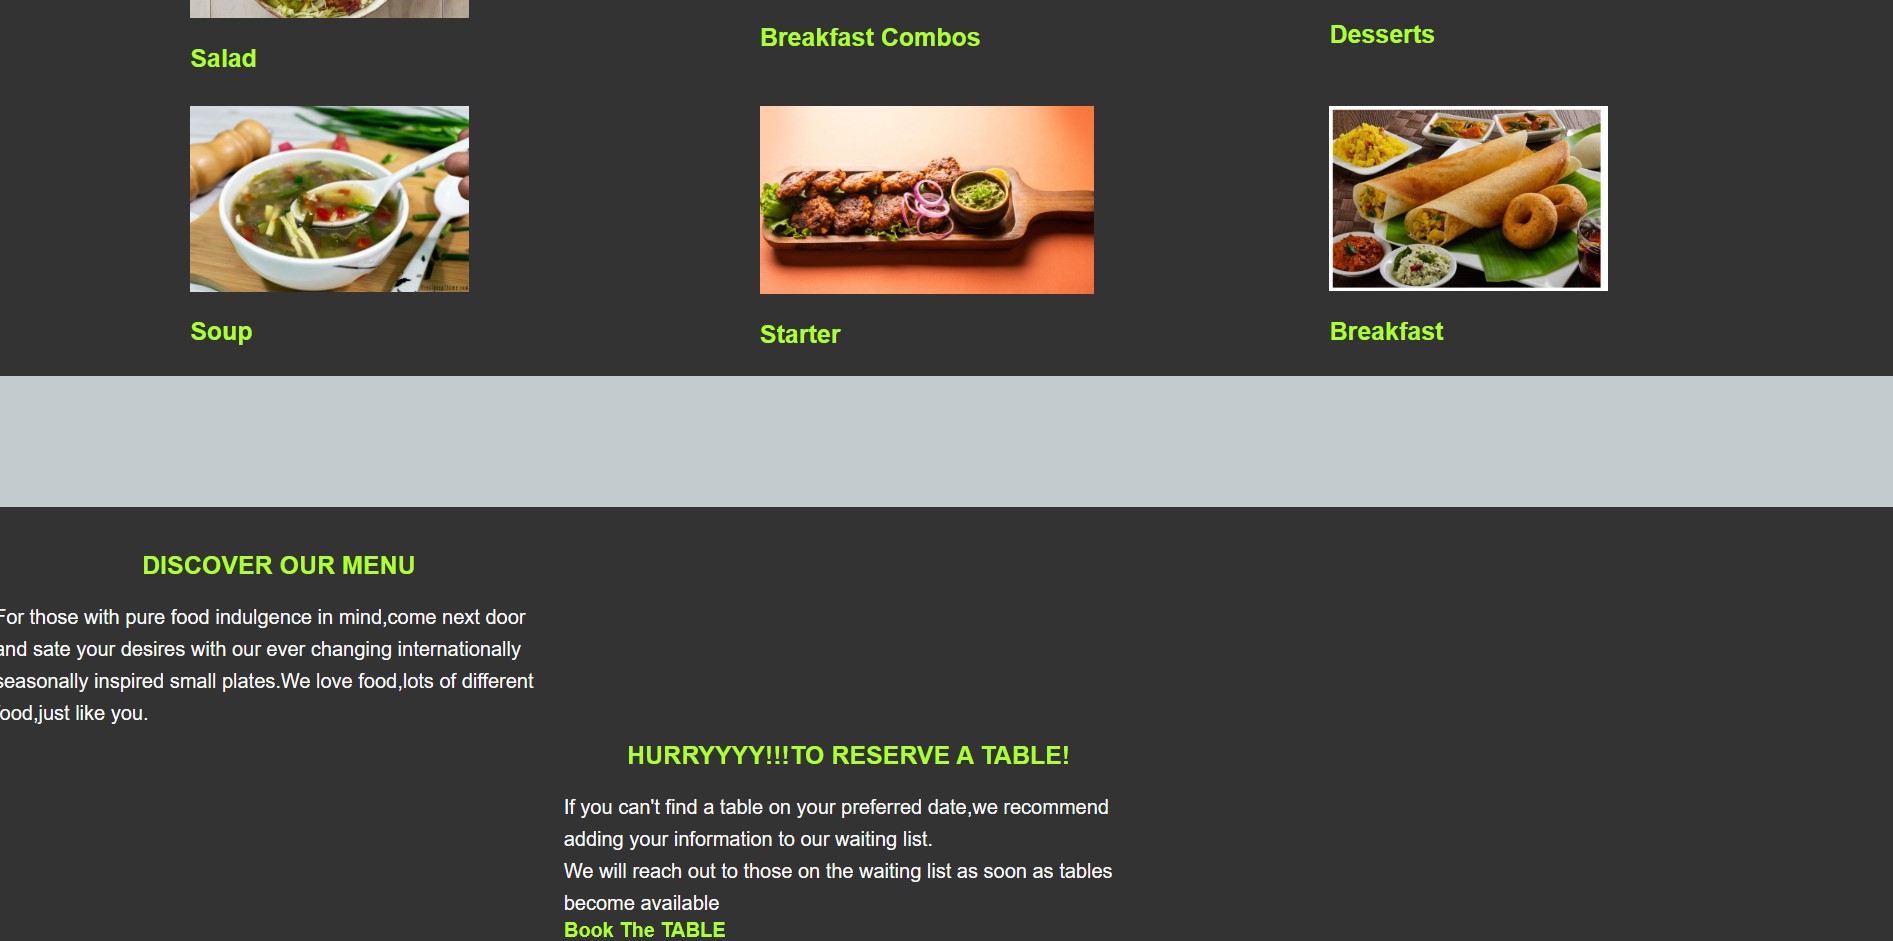 Salad
Breakfast Combos
Desserts
Soup
Starter
Breakfast
DISCOVER OUR MENU
For those with pure food indulgence in mind,come next door
and sate your desires with our ever changing internationally
seasonally inspired small plates.We love food,lots of different
food,just like you.
HURRYYYY!!!TO RESERVE A TABLE!
If you can't find a table on your preferred date,we recommend
adding your information to our waiting list.
We will reach out to those on the waiting list as soon as tables
become available
Book The TABLE